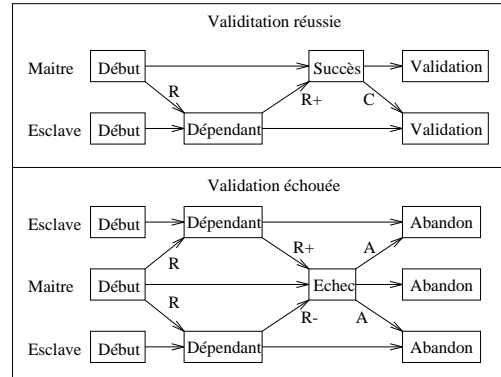 Validitation réussie
Maitre Début Succès Validation
R R+ C
Esclave Début Dépendant Validation
Validation échouée
Esclave Début Dépendant Abandon
R+ A
R
Maitre Début Echec Abandon
R R- A
Esclave Début Dépendant Abandon